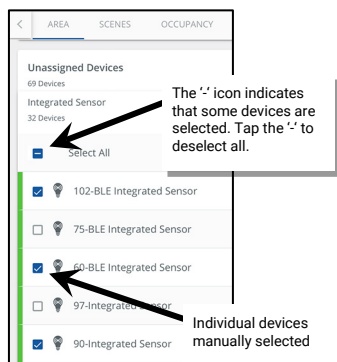 AREA SCENES OCCUPANCY
Unassigned Devices
69 Devices
Integrated Sensor
32 Devices
Select All
The ‘-’ icon indicates
that some devices are
selected. Tap the ‘-’ to
deselect all.
102-BLE Integrated Sensor
75-BLE Integrated Sensor
60-BLE Integrated Sensor
97-Integrated Sensor
Individual devices
manually selected
90-Integrated Sensor